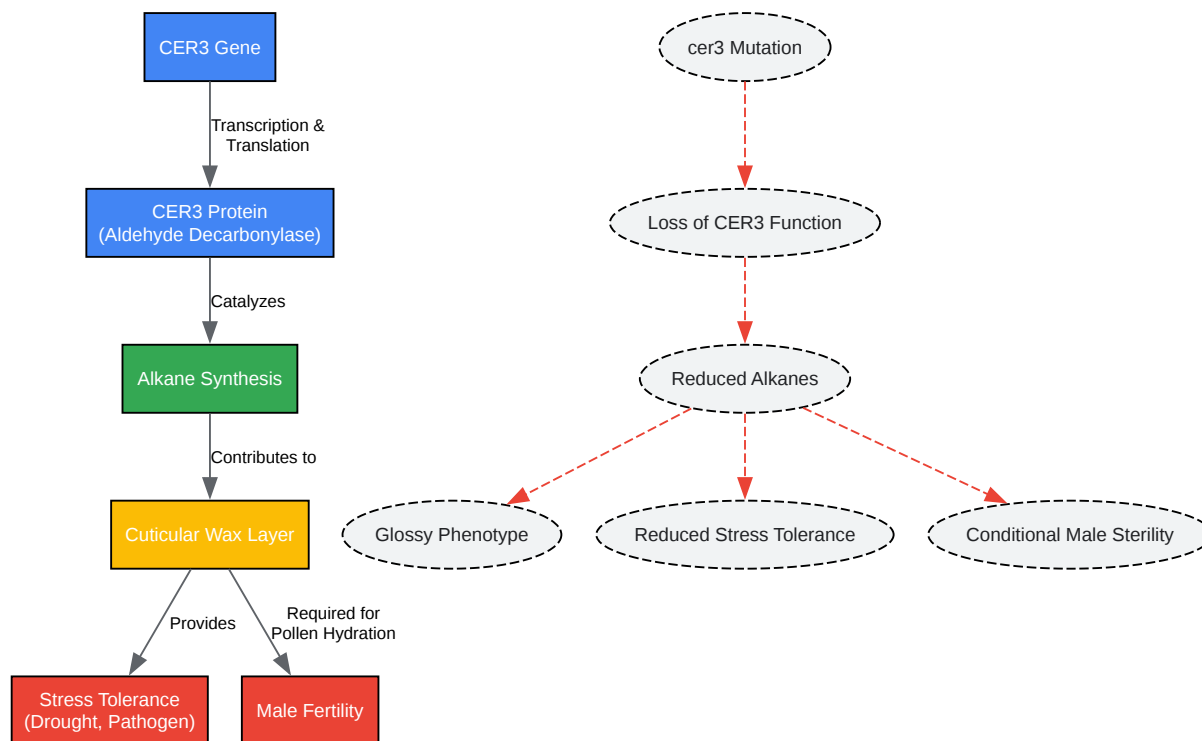 CER3 Gene
Transcription &
Translation
CER3 Protein
(Aldehyde Decarbonylase)
Catalyzes
Alkane Synthesis
Contributes to
Cuticular Wax Layer
Provides
Required for
Pollen Hydration
Stress Tolerance
(Drought, Pathogen)
Male Fertility
cer3 Mutation
Loss of CER3 Function
Reduced Alkanes
Glossy Phenotype
Reduced Stress Tolerance
Conditional Male Sterility